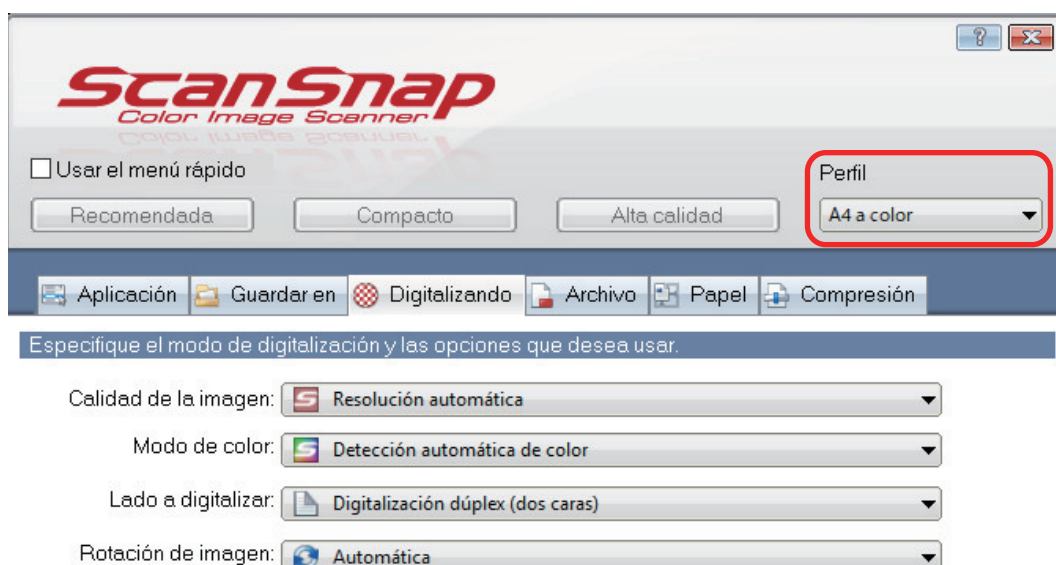 ScanSnap
Color Image Scanner
Usar el menú rápido
Perfil
Recomendada Compacto Alta calidad A4 a color
Aplicación Guardar en Digitalizando Archivo Papel Compresión
Especifique el modo de digitalización y las opciones que desea usar.
Calidad de la imagen: Resolución automática
Modo de color: Detección automática de color
Lado a digitalizar: Digitalización dúplex (dos caras)
Rotación de imagen: Automática